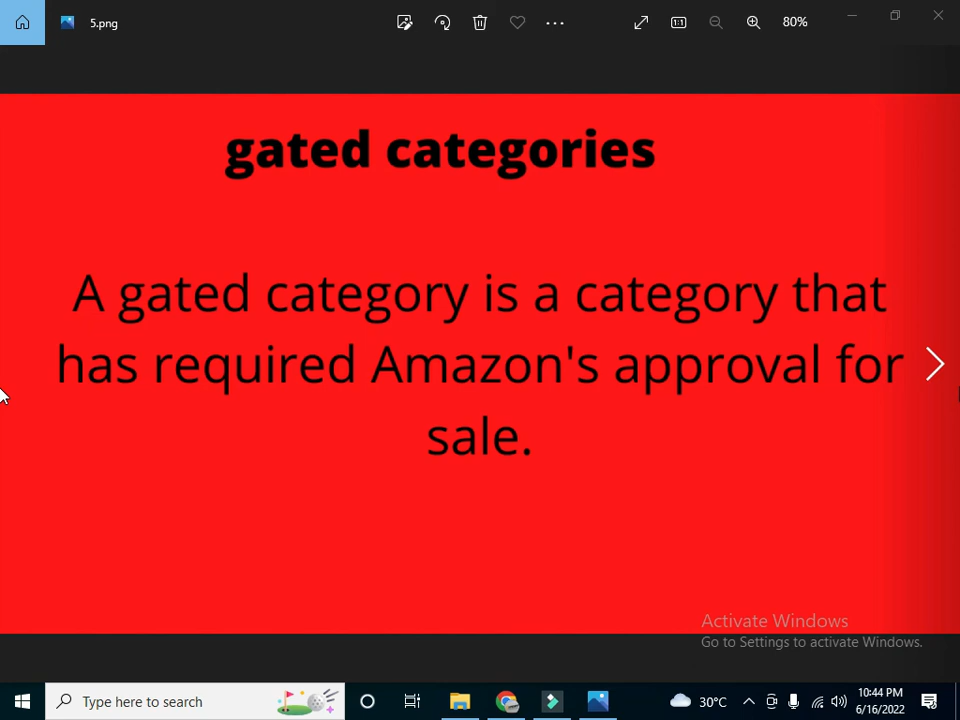 5.png
80%
gated categories
A gated category is a category that
has required Amazon's approval for
sale.
Activate Windows
Go to Settings to activate Windows.
Type here to search
30°C
10:44 PM
6/16/2022